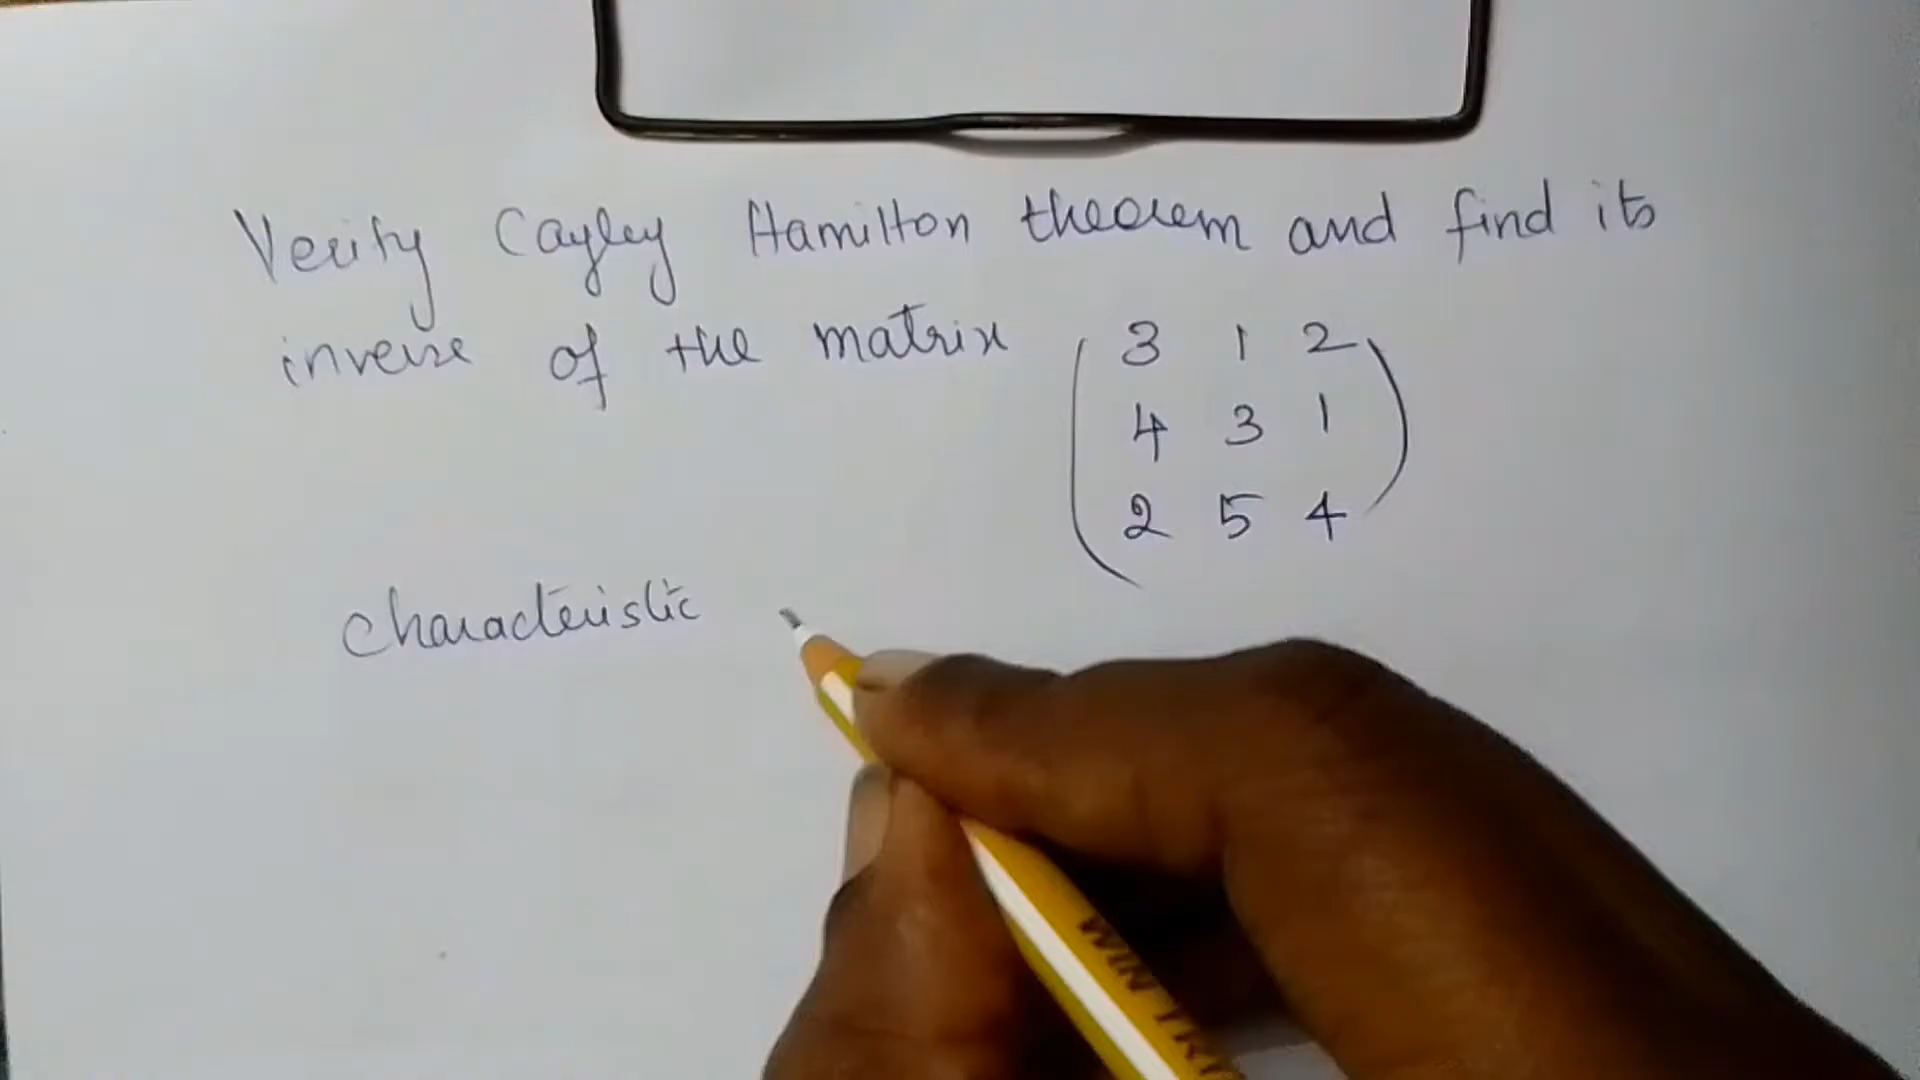 Verify Cayley Hamilton theorem and find its
inverse of the matrix
3 1 2
4 3 1
2 5 4
characteristic